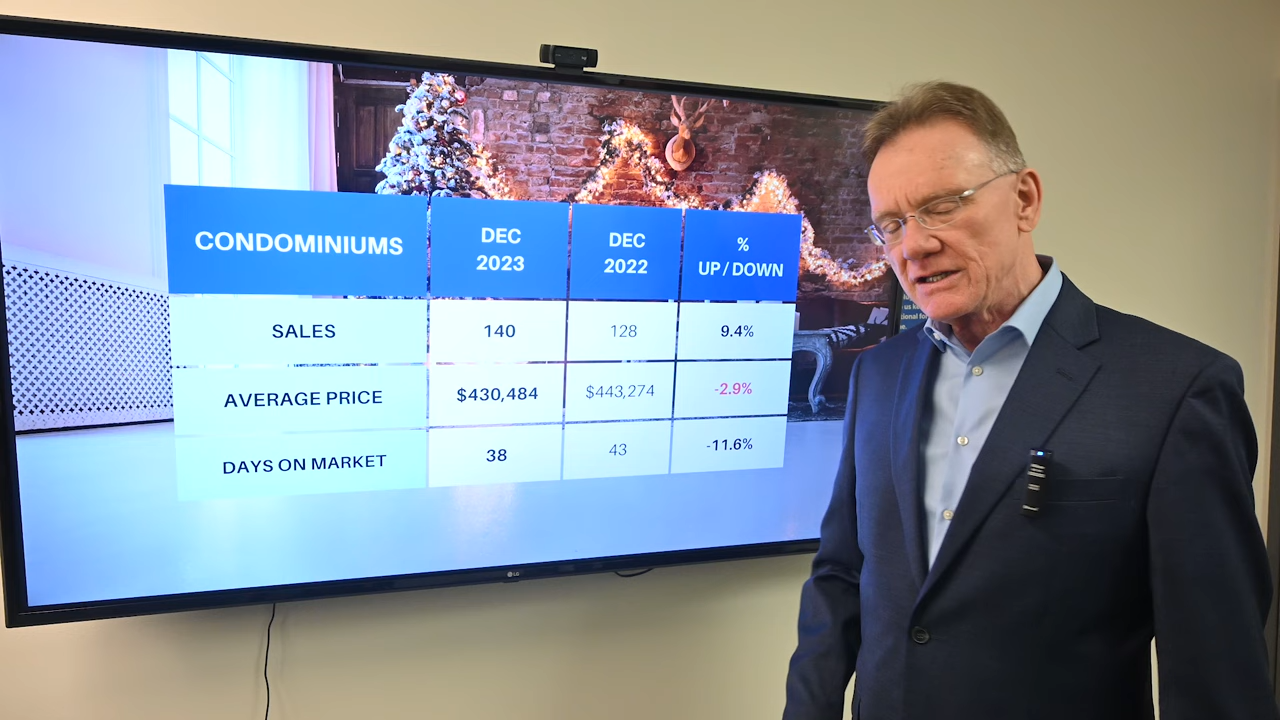 CONDOMINIUMS
DEC
2023
DEC
2022
%
UP / DOWN
SALES
140
128
9.4%
AVERAGE PRICE
$430,484
$443,274
-2.9%
DAYS ON MARKET
38
43
-11.6%
LG